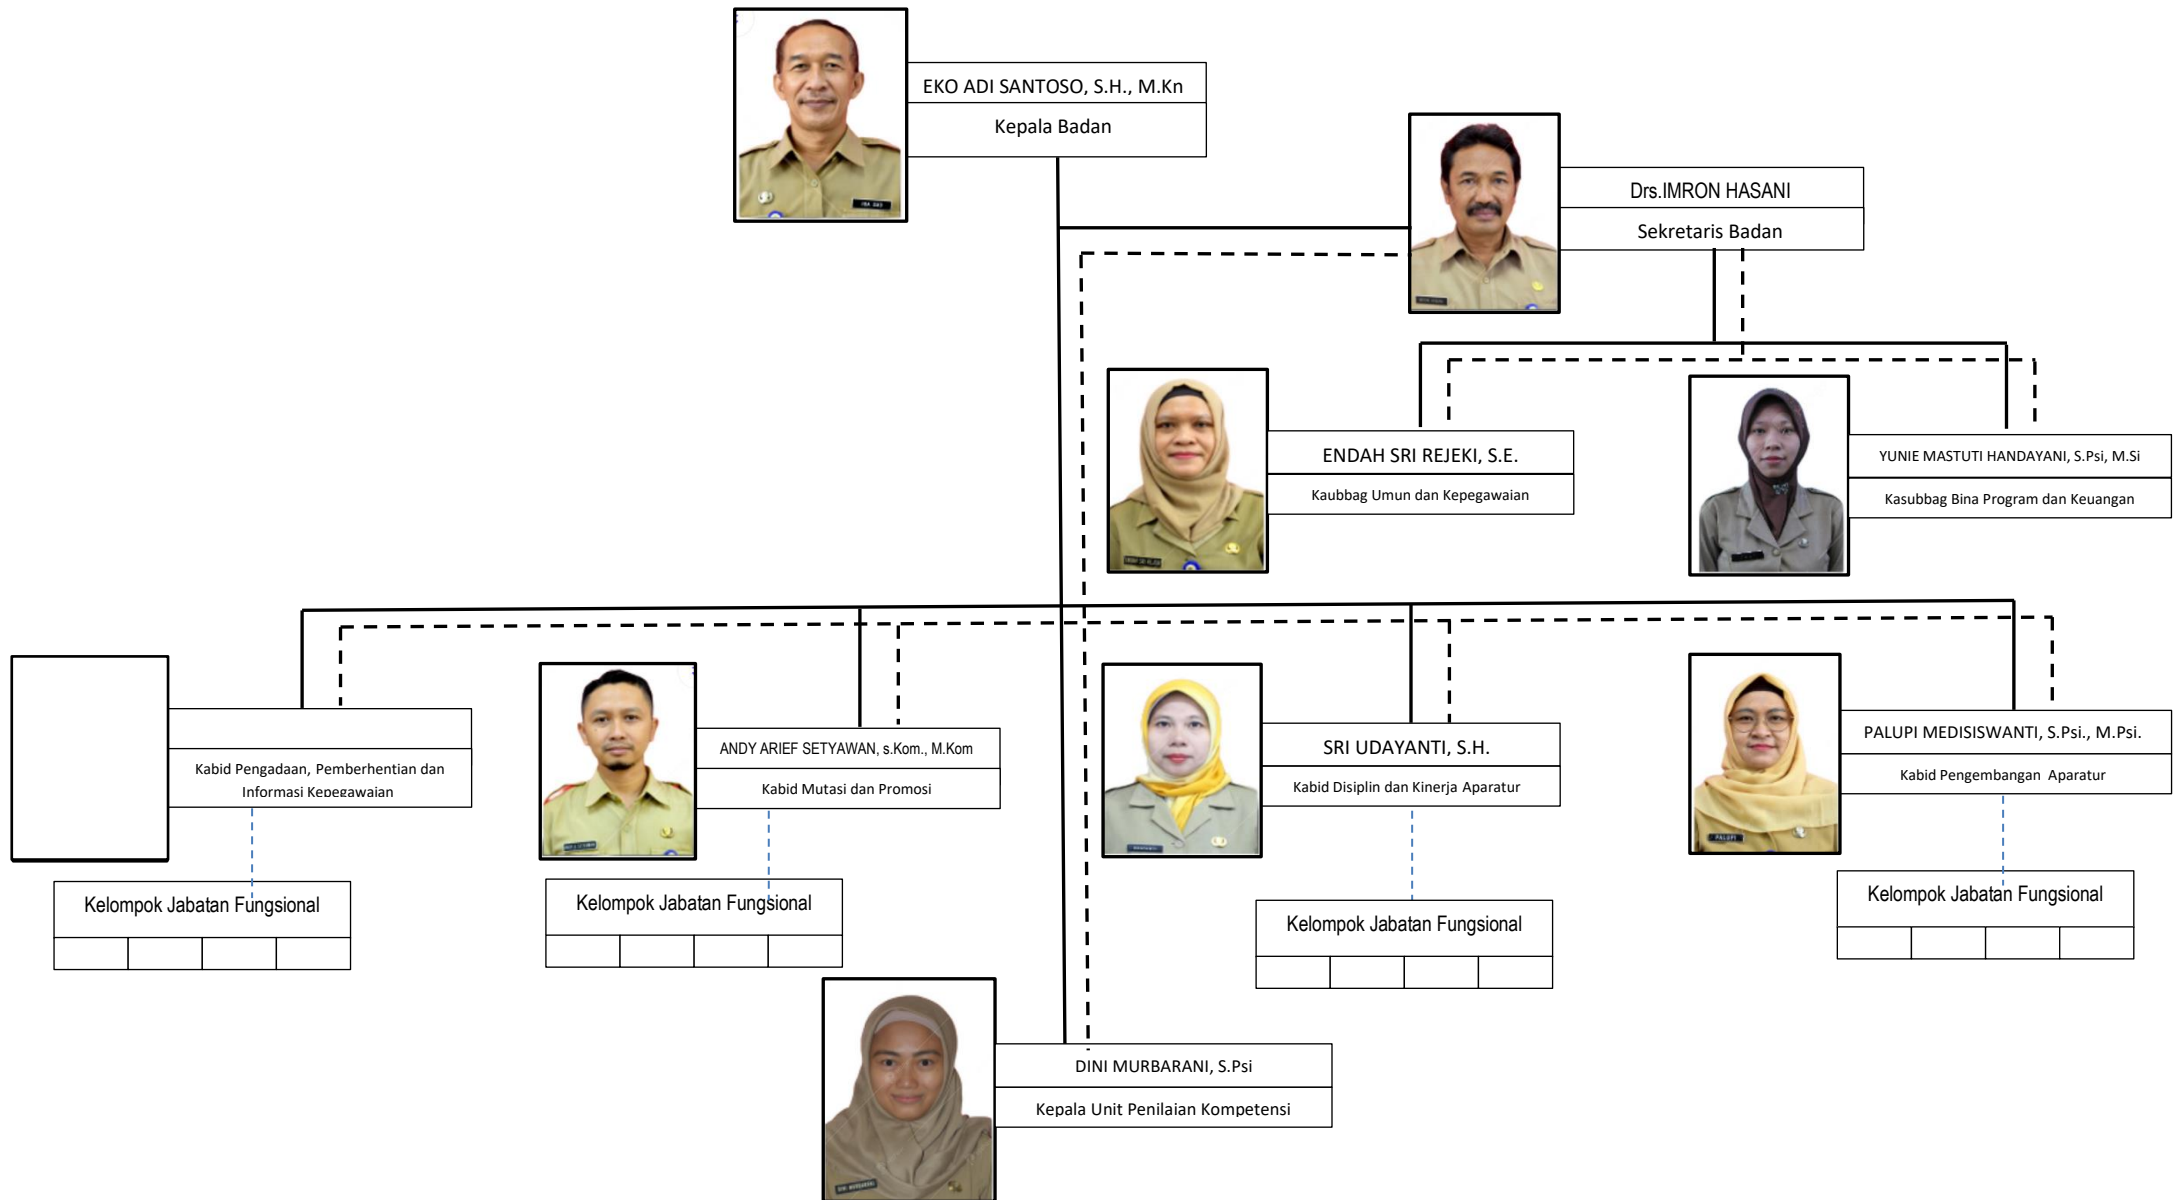 EKO ADI SANTOSO, S.H., M.Kn
Kepala Badan
Drs.IMRON HASANI
Sekretaris Badan
ENDAH SRI REJEKI, S.E.
Kaubbag Umun dan Kepegawaian
YUNIE MASTUTI HANDAYANI, S.Psi, M.Si
Kasubbag Bina Program dan Keuangan
Kabid Pengadaan, Pemberhentian dan
Informasi Kepegawaian
ANDY ARIEF SETYAWAN, s.Kom., M.Kom
Kabid Mutasi dan Promosi
SRI UDAYANTI, S.H.
Kabid Disiplin dan Kinerja Aparatur
PALUPI MEDISISWANTI, S.Psi., M.Psi.
Kabid Pengembangan Aparatur
PALUPI
Kelompok Jabatan Fungsional
Kelompok Jabatan Fungsional
Kelompok Jabatan Fungsional
Kelompok Jabatan Fungsional
DINI MURBARANI, S.Psi
Kepala Unit Penilaian Kompetensi
DINI MURBARANI